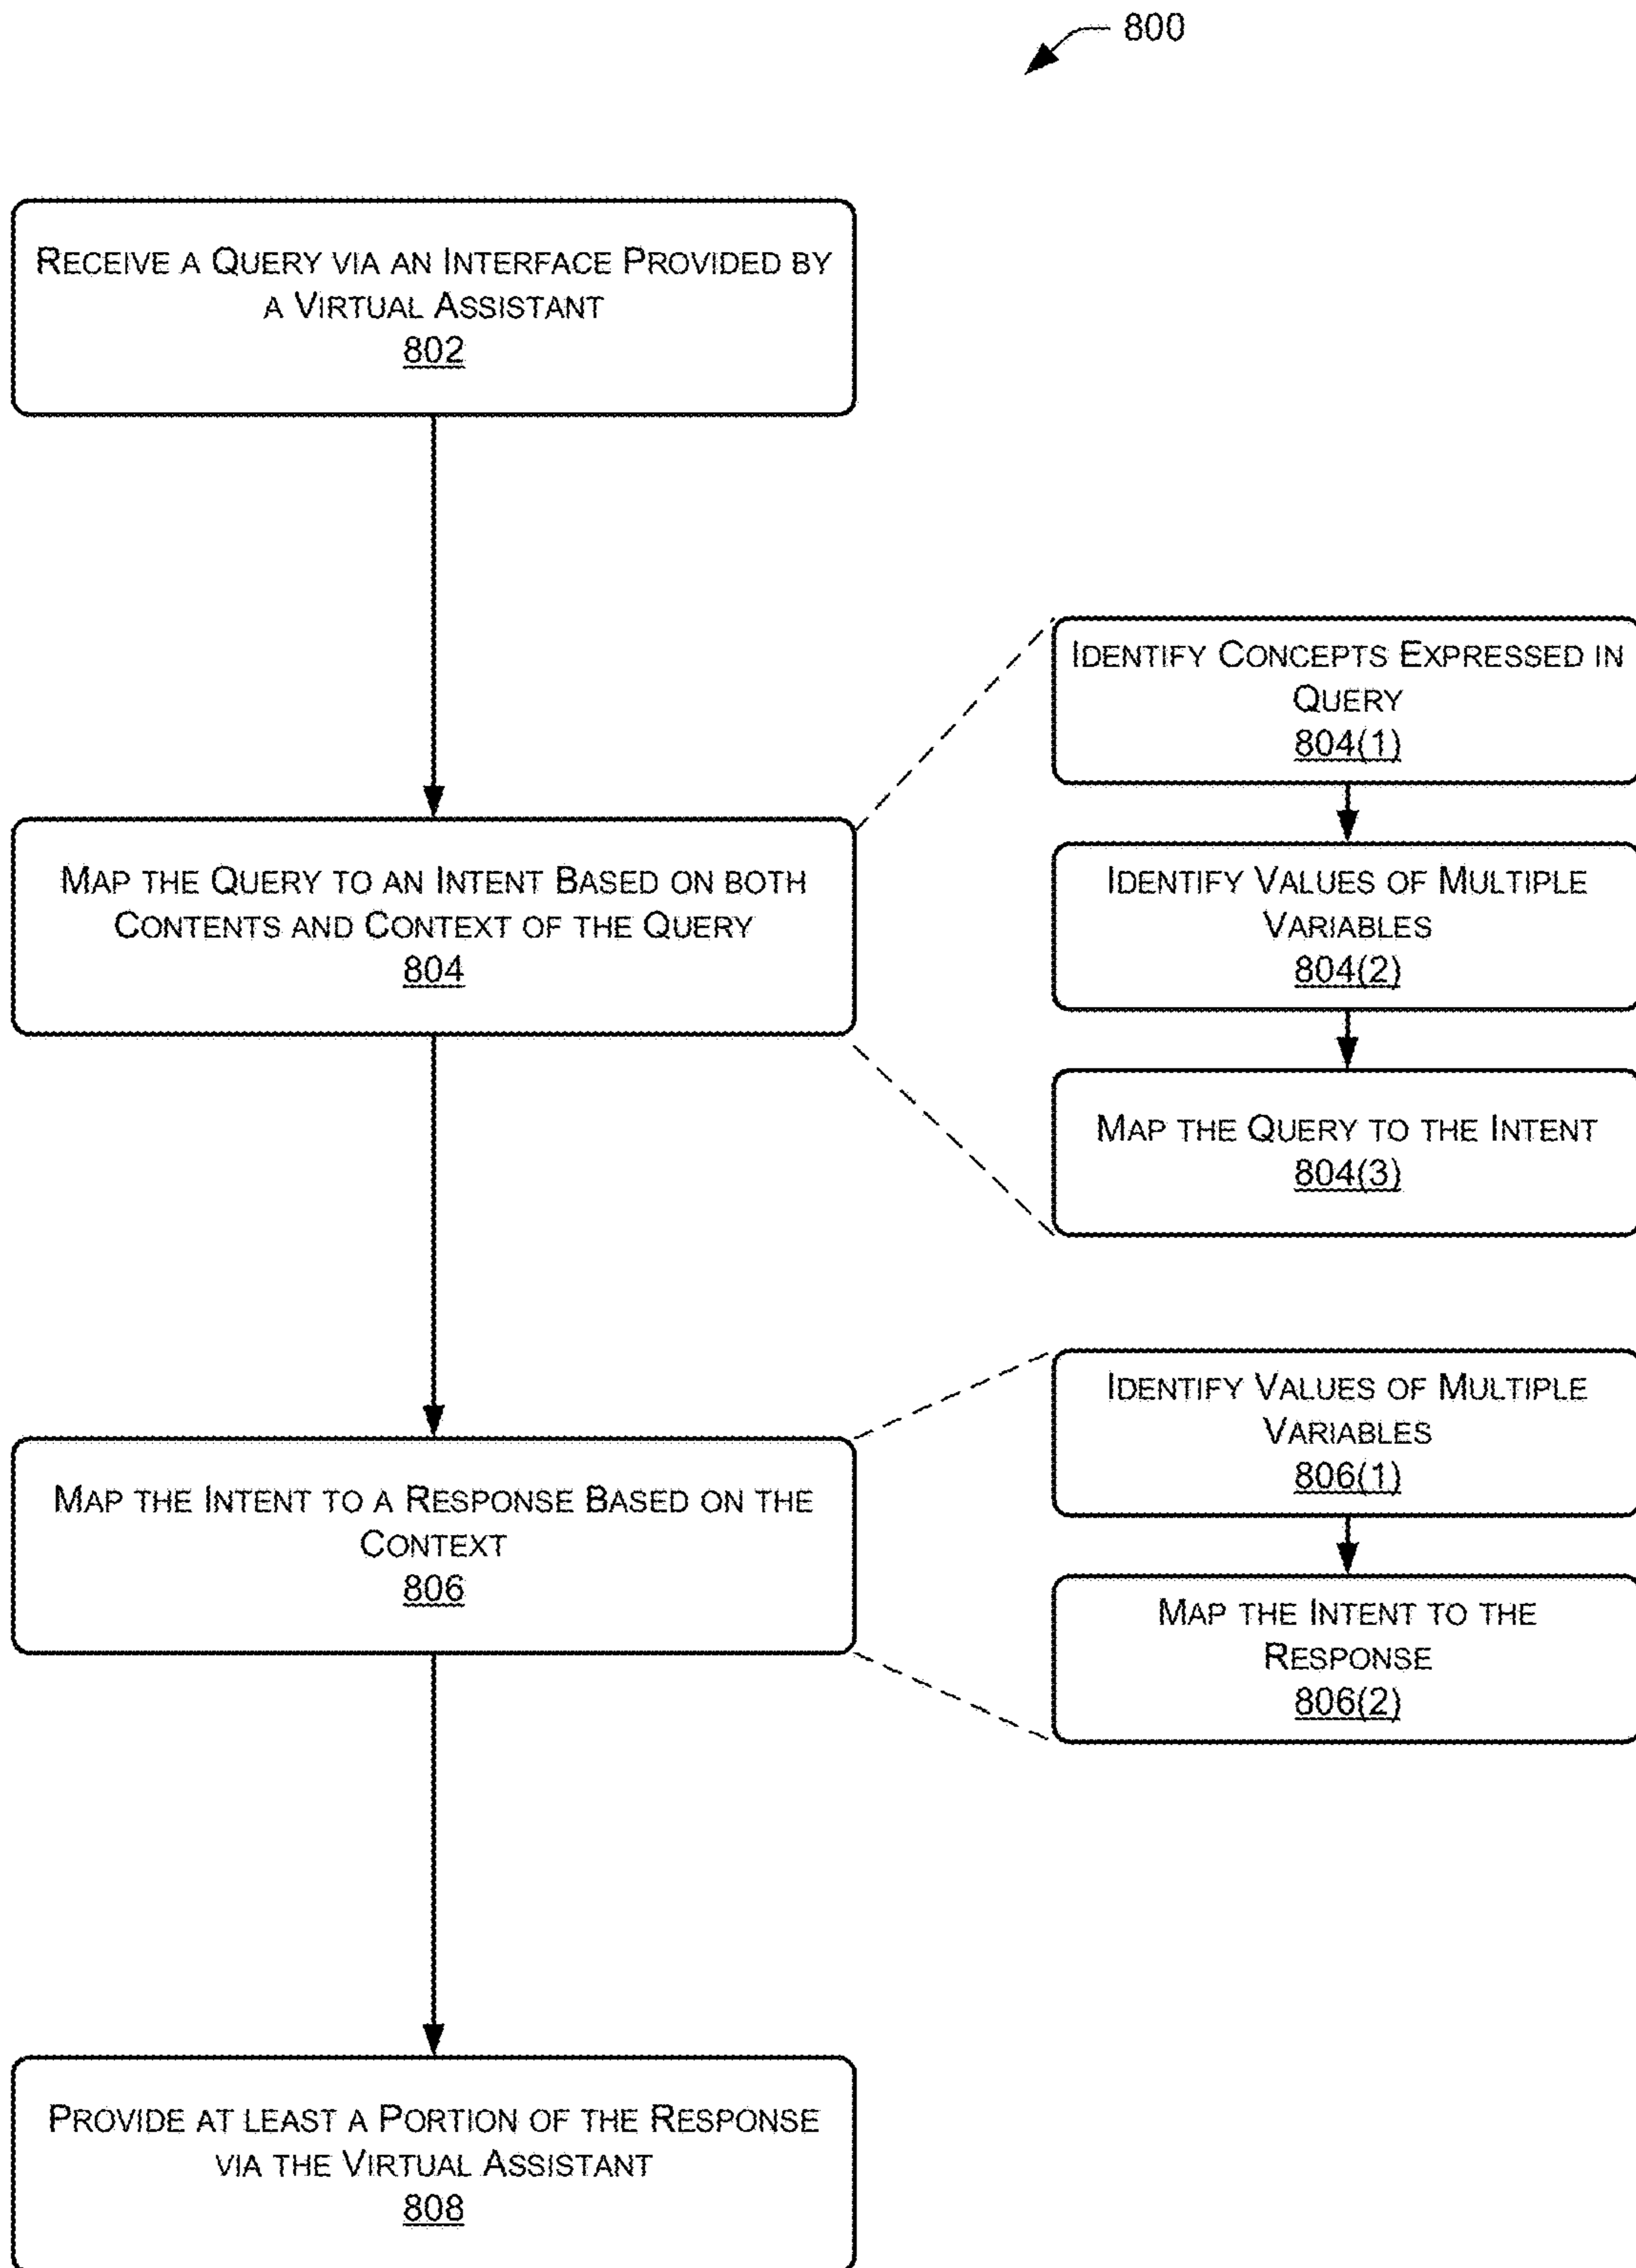 800
RECEIVE A QUERY VIA AN INTERFACE PROVIDED BY
A VIRTUAL ASSISTANT
802
MAP THE QUERY TO AN INTENT BASED ON BOTH
CONTENTS AND CONTEXT OF THE QUERY
804
IDENTIFY CONCEPTS EXPRESSED IN
QUERY
804(1)
IDENTIFY VALUES OF MULTIPLE
VARIABLES
804(2)
MAP THE QUERY TO THE INTENT
804(3)
MAP THE INTENT TO A RESPONSE BASED ON THE
CONTEXT
806
IDENTIFY VALUES OF MULTIPLE
VARIABLES
806(1)
MAP THE INTENT TO THE
RESPONSE
806(2)
PROVIDE AT LEAST A PORTION OF THE RESPONSE
VIA THE VIRTUAL ASSISTANT
808